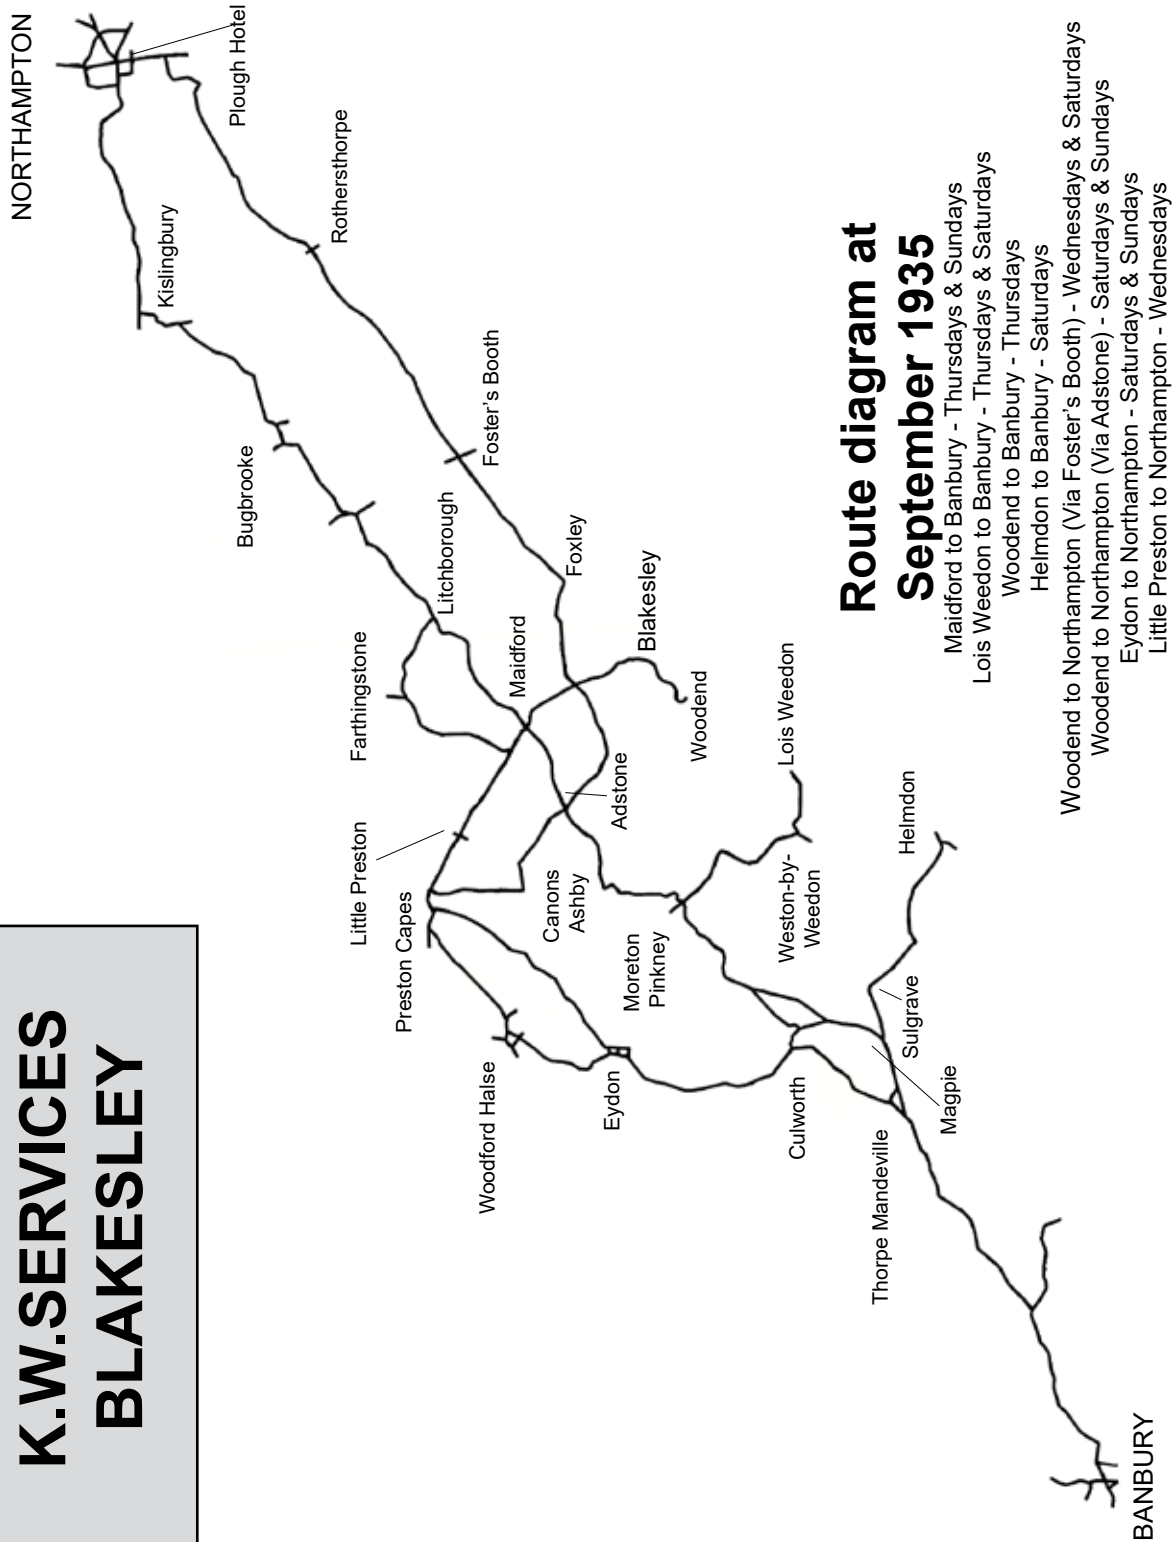 K.W.SERVICES
BLAKESLEY
NORTHAMPTON
Plough Hotel
Kislingbury
Rothersthorpe
Bugbrooke
Foster's Booth
Litchborough
Foxley
Farthingstone
Maidford
Blakesley
Woodend
Little Preston
Adstone
Lois Weedon
Preston Capes
Canons
Ashby
Helmdon
Moreton
Pinkney
Weston-by-
Weedon
Woodford Halse
Eydon
Sulgrave
Culworth
Magpie
Thorpe Mandeville
BANBURY
Route diagram at
September 1935
Maidford to Banbury - Thursdays & Sundays
Lois Weedon to Banbury - Thursdays & Saturdays
Woodend to Banbury - Thursdays
Helmdon to Banbury - Saturdays
Woodend to Northampton (Via Foster's Booth) - Wednesdays & Saturdays
Woodend to Northampton (Via Adstone) - Saturdays & Sundays
Eydon to Northampton - Saturdays & Sundays
Little Preston to Northampton - Wednesdays